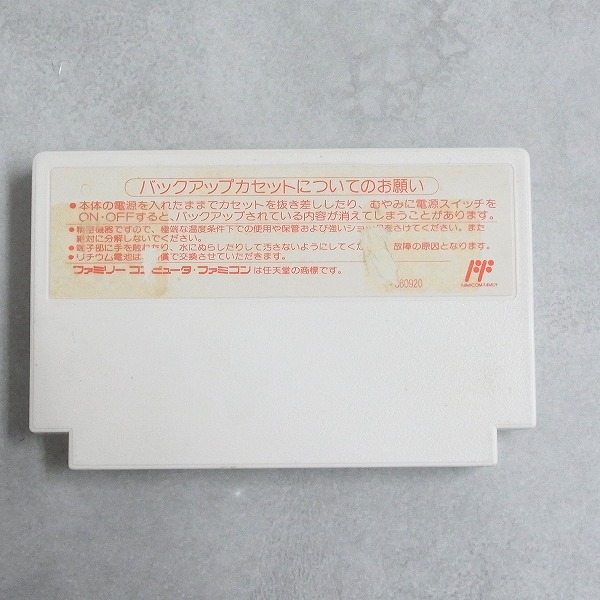 バックアップカセットについてのお願い
●本体の電源を入れたままでカセットを抜き差ししたり、むやみに電源スイッチを
ON・OFFすると、バックアップされている内容が消えてしまうことがあります。
●精密機器ですので、極端な温度条件下での使用や保管および強いショックをさけてください。また
絶対に分解しないでください。
●端子部に手を触れたり、水にぬらしたりして汚さないようにしてくだ 故障の原因となります。
●リチウム電池は 償で交換させていただきます。
ファミリーコンピュータ・ファミコンは任天堂の商標です。
060920
FAMICOM FAMILY